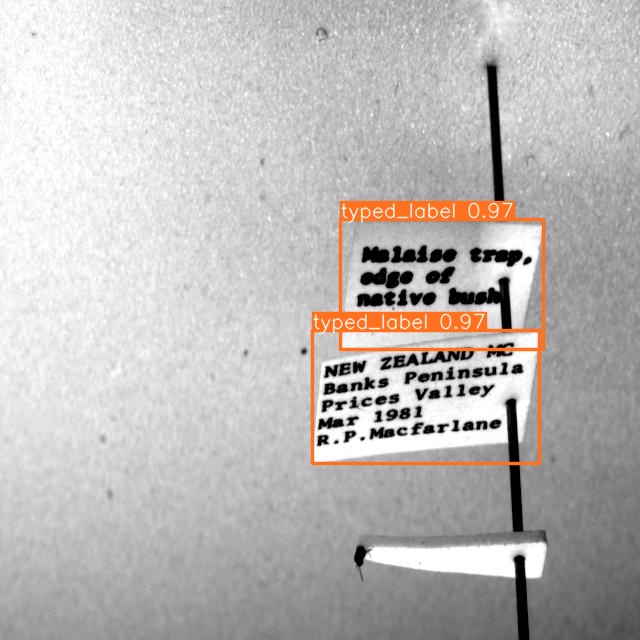 typed_label 0.97
Malaise trap,
edge of
native bush
typed_label 0.97
NEW ZEALAND MC
Banks Peninsula
Prices Valley
Mar 1981
R.P.Macfarlane